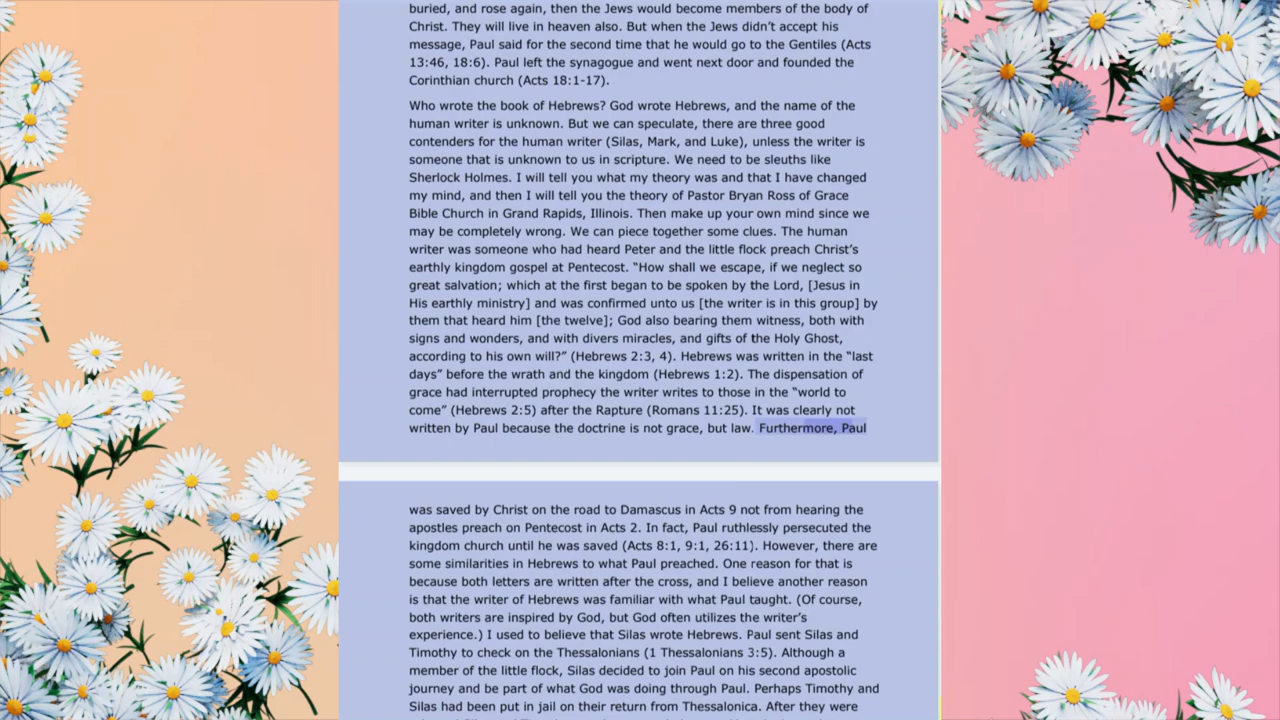 buried, and rose again, then the Jews would become members of the body of
Christ. They will live in heaven also. But when the Jews didn’t accept his
message, Paul said for the second time that he would go to the Gentiles (Acts
13:46, 18:6). Paul left the synagogue and went next door and founded the
Corinthian church (Acts 18:1-17).
Who wrote the book of Hebrews? God wrote Hebrews, and the name of the
human writer is unknown. But we can speculate, there are three good
contenders for the human writer (Silas, Mark, and Luke), unless the writer is
someone that is unknown to us in scripture. We need to be sleuths like
Sherlock Holmes. I will tell you what my theory was and that I have changed
my mind, and then I will tell you the theory of Pastor Bryan Ross of Grace
Bible Church in Grand Rapids, Illinois. Then make up your own mind since we
may be completely wrong. We can piece together some clues. The human
writer was someone who had heard Peter and the little flock preach Christ’s
earthly kingdom gospel at Pentecost. “How shall we escape, if we neglect so
great salvation; which at the first began to be spoken by the Lord, [Jesus in
His earthly ministry] and was confirmed unto us [the writer is in this group] by
them that heard him [the twelve]; God also bearing them witness, both with
signs and wonders, and with divers miracles, and gifts of the Holy Ghost,
according to his own will?” (Hebrews 2:3, 4). Hebrews was written in the “last
days” before the wrath and the kingdom (Hebrews 1:2). The dispensation of
grace had interrupted prophecy the writer writes to those in the “world to
come” (Hebrews 2:5) after the Rapture (Romans 11:25). It was clearly not
written by Paul because the doctrine is not grace, but law. Furthermore, Paul
was saved by Christ on the road to Damascus in Acts 9 not from hearing the
apostles preach on Pentecost in Acts 2. In fact, Paul ruthlessly persecuted the
kingdom church until he was saved (Acts 8:1, 9:1, 26:11). However, there are
some similarities in Hebrews to what Paul preached. One reason for that is
because both letters are written after the cross, and I believe another reason
is that the writer of Hebrews was familiar with what Paul taught. (Of course,
both writers are inspired by God, but God often utilizes the writer’s
experience.) I used to believe that Silas wrote Hebrews. Paul sent Silas and
Timothy to check on the Thessalonians (1 Thessalonians 3:5). Although a
member of the little flock, Silas decided to join Paul on his second apostolic
journey and be part of what God was doing through Paul. Perhaps Timothy and
Silas had been put in jail on their return from Thessalonica. After they were